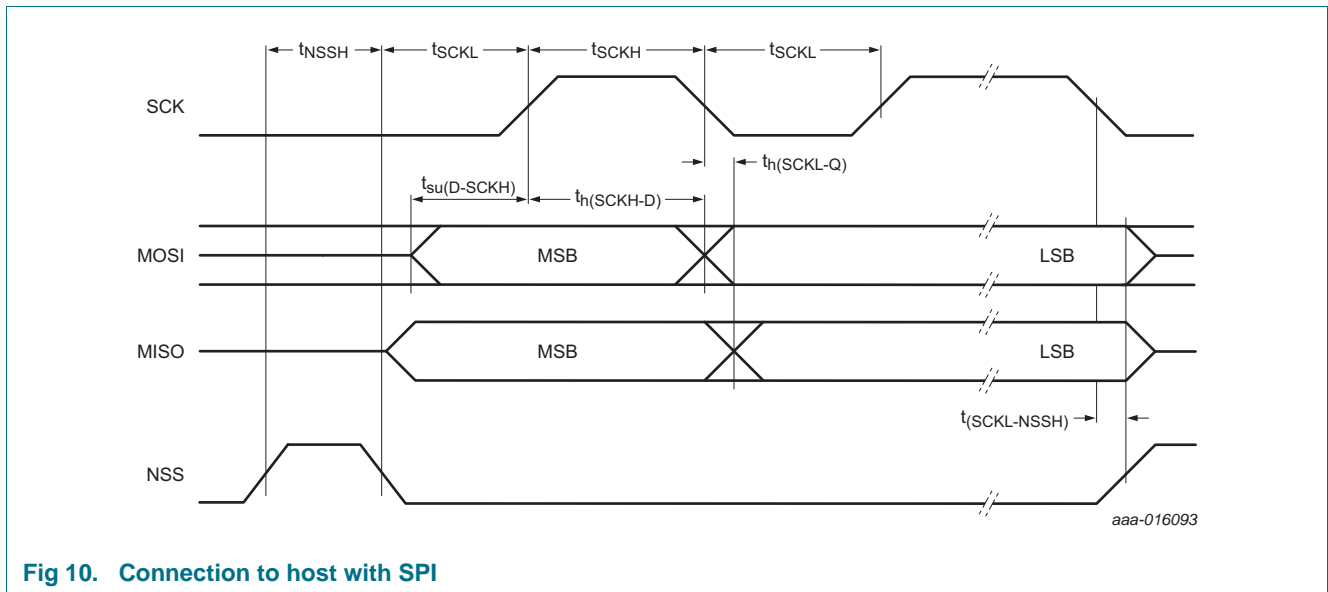 tNSSH tSCKL tSCKH tSCKL
SCK
th(SCKL-Q)
tsu(D-SCKH) th(SCKH-D)
MOSI MSB LSB
MISO MSB LSB
t(SCKL-NSSH)
NSS
aaa-016093
Fig 10. Connection to host with SPI